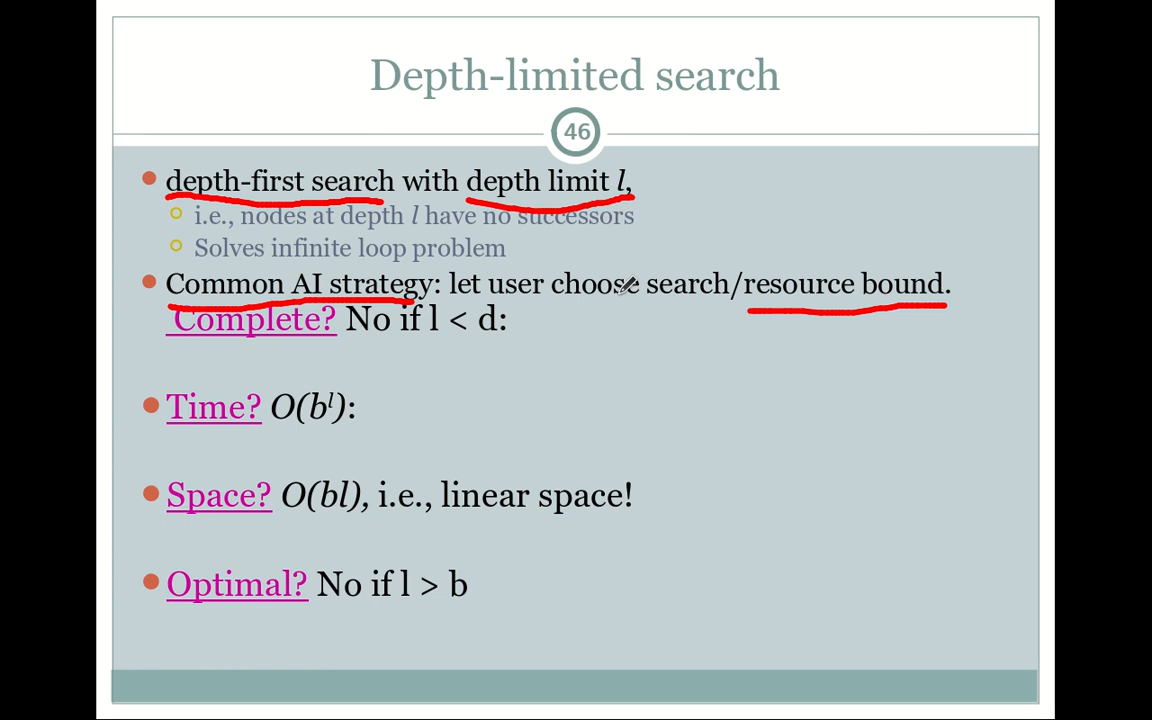 Depth-limited search
46
depth-first search with depth limit l,
i.e., nodes at depth l have no successors
Solves infinite loop problem
Common AI strategy: let user choose search/resource bound.
Complete? No if l < d:
Time? O(bˡ):
Space? O(bl), i.e., linear space!
Optimal? No if l > b